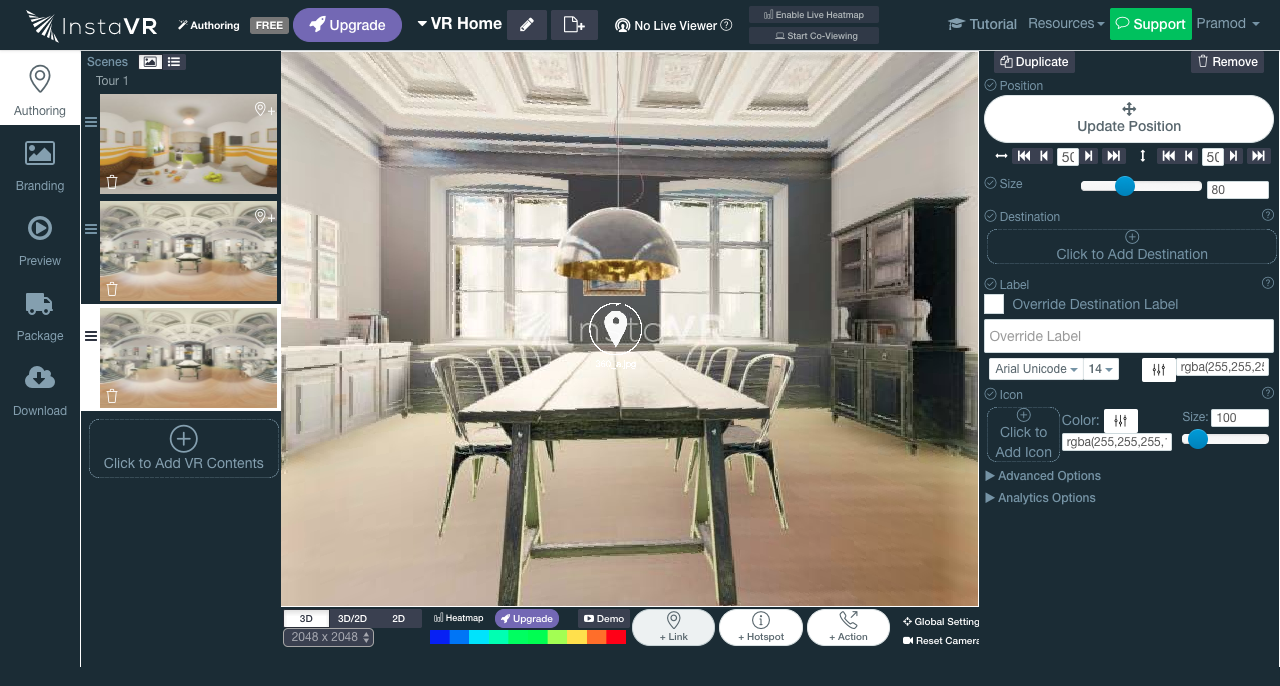 InstaVR
Authoring
FREE
Upgrade
VR Home
No Live Viewer
Enable Live Heatmap
Start Co-Viewing
Tutorial
Resources
Support
Pramod
Authoring
Branding
Preview
Package
Download
Scenes
Tour 1
Click to Add VR Contents
InstaVR
3D
3D/2D
2D
2048 x 2048
Heatmap
Upgrade
Demo
+ Link
+ Hotspot
+ Action
Global Setting
Reset Camera
Duplicate
Remove
Position
Update Position
50
50
Size
80
Destination
Click to Add Destination
Label
Override Destination Label
Override Label
Arial Unicode
14
rgba(255,255,25
Icon
Click to
Add Icon
Color:
rgba(255,255,255,
Size: 100
Advanced Options
Analytics Options